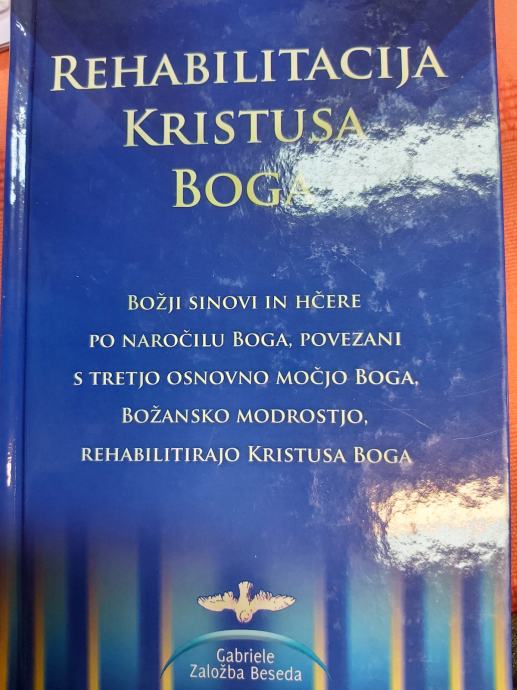 REHABILITACIJA
KRISTUSA
BOGA
BOŽJI SINOVI IN HČERE
PO NAROČILU BOGA, POVEZANI
S TRETJO OSNOVNO MOČJO BOGA,
BOŽANSKO MODROSTJO,
REHABILITIRAJO KRISTUSA BOGA
Gabriele
Založba Beseda